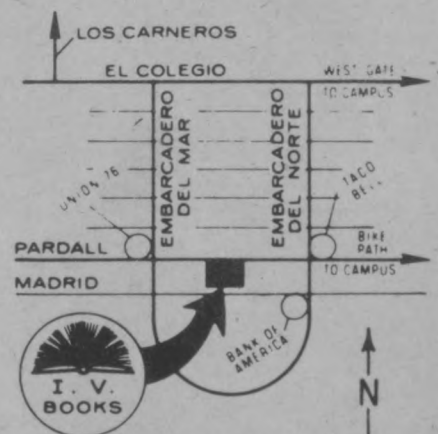 LOS CARNEROS
EL COLEGIO
WEST GATE
TO CAMPUS
EMBARCADERO
DEL MAR
EMBARCADERO
DEL NORTE
UNION 76
TACO
BELL
PARDALL
BIKE
PATH
TO CAMPUS
MADRID
BANK OF
AMERICA
I. V.
BOOKS
N